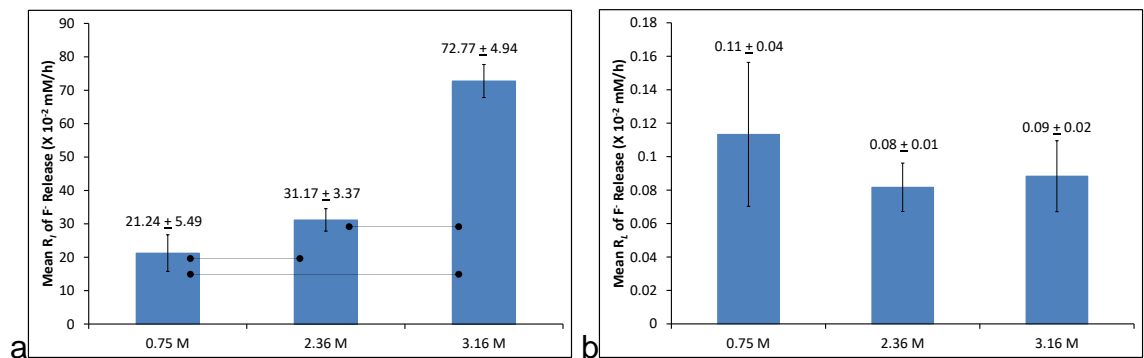 Mean R_I of F⁻ Release (X 10⁻² mM/h)
90
80
70
60
50
40
30
20
10
0
21.24 ± 5.49
31.17 ± 3.37
72.77 ± 4.94
0.75 M
2.36 M
3.16 M
a
Mean R_L of F⁻ Release (X 10⁻² mM/h)
0.18
0.16
0.14
0.12
0.1
0.08
0.06
0.04
0.02
0
0.11 ± 0.04
0.08 ± 0.01
0.09 ± 0.02
0.75 M
2.36 M
3.16 M
b